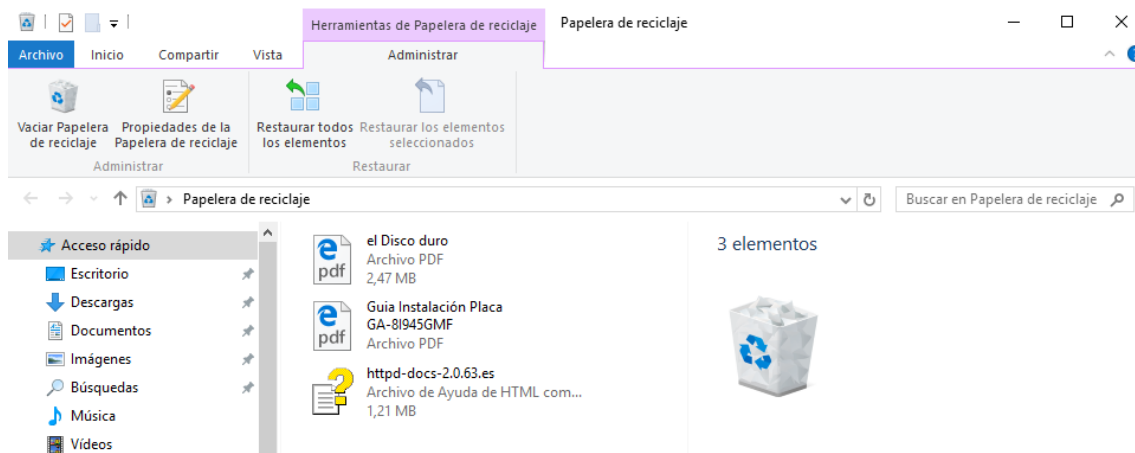 Herramientas de Papelera de reciclaje
Papelera de reciclaje
Archivo
Inicio
Compartir
Vista
Administrar
Vaciar Papelera
de reciclaje
Propiedades de la
Papelera de reciclaje
Administrar
Restaurar todos
los elementos
Restaurar los elementos
seleccionados
Restaurar
Papelera de reciclaje
Buscar en Papelera de reciclaje
Acceso rápido
Escritorio
Descargas
Documentos
Imágenes
Búsquedas
Música
Vídeos
el Disco duro
Archivo PDF
2,47 MB
pdf
Guia Instalación Placa
GA-8I945GMF
Archivo PDF
pdf
httpd-docs-2.0.63.es
Archivo de Ayuda de HTML com...
1,21 MB
3 elementos